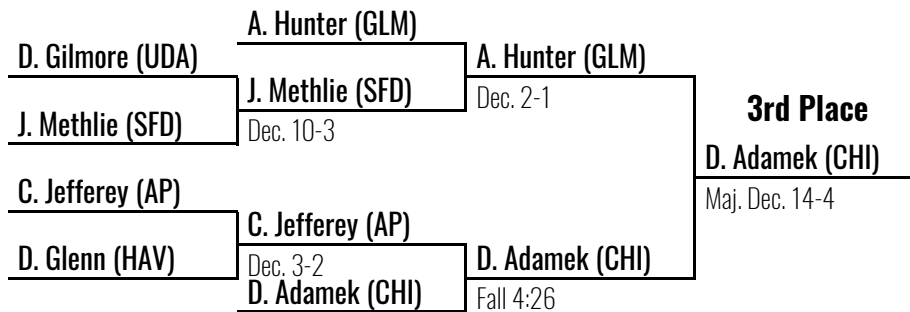 A. Hunter (GLM)
D. Gilmore (UDA)
A. Hunter (GLM)
J. Methlie (SFD)
Dec. 2-1
J. Methlie (SFD)
Dec. 10-3
3rd Place
D. Adamek (CHI)
Maj. Dec. 14-4
C. Jefferey (AP)
C. Jefferey (AP)
D. Glenn (HAV)
Dec. 3-2
D. Adamek (CHI)
D. Adamek (CHI)
Fall 4:26